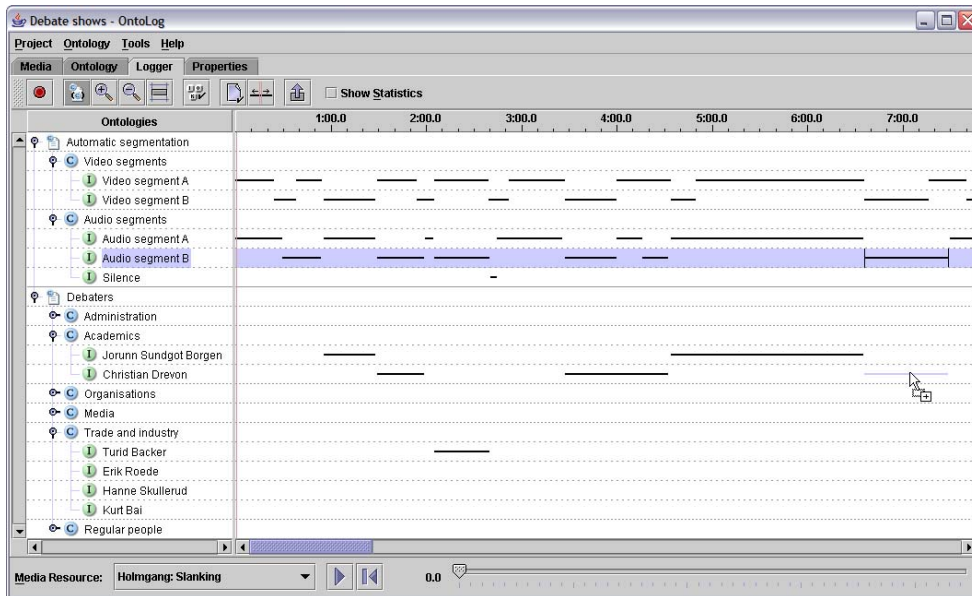 Debate shows - OntoLog
Project Ontology Tools Help
Media Ontology Logger Properties
Show Statistics
Ontologies 1:00.0 2:00.0 3:00.0 4:00.0 5:00.0 6:00.0 7:00.0
Automatic segmentation
C Video segments
I Video segment A
I Video segment B
C Audio segments
I Audio segment A
I Audio segment B
I Silence
Debaters
C Administration
C Academics
I Jorunn Sundgot Borgen
I Christian Drevon
C Organisations
C Media
C Trade and industry
I Turid Backer
I Erik Roede
I Hanne Skullerud
I Kurt Bai
C Regular people
Media Resource: Holmgang: Slanking 0.0